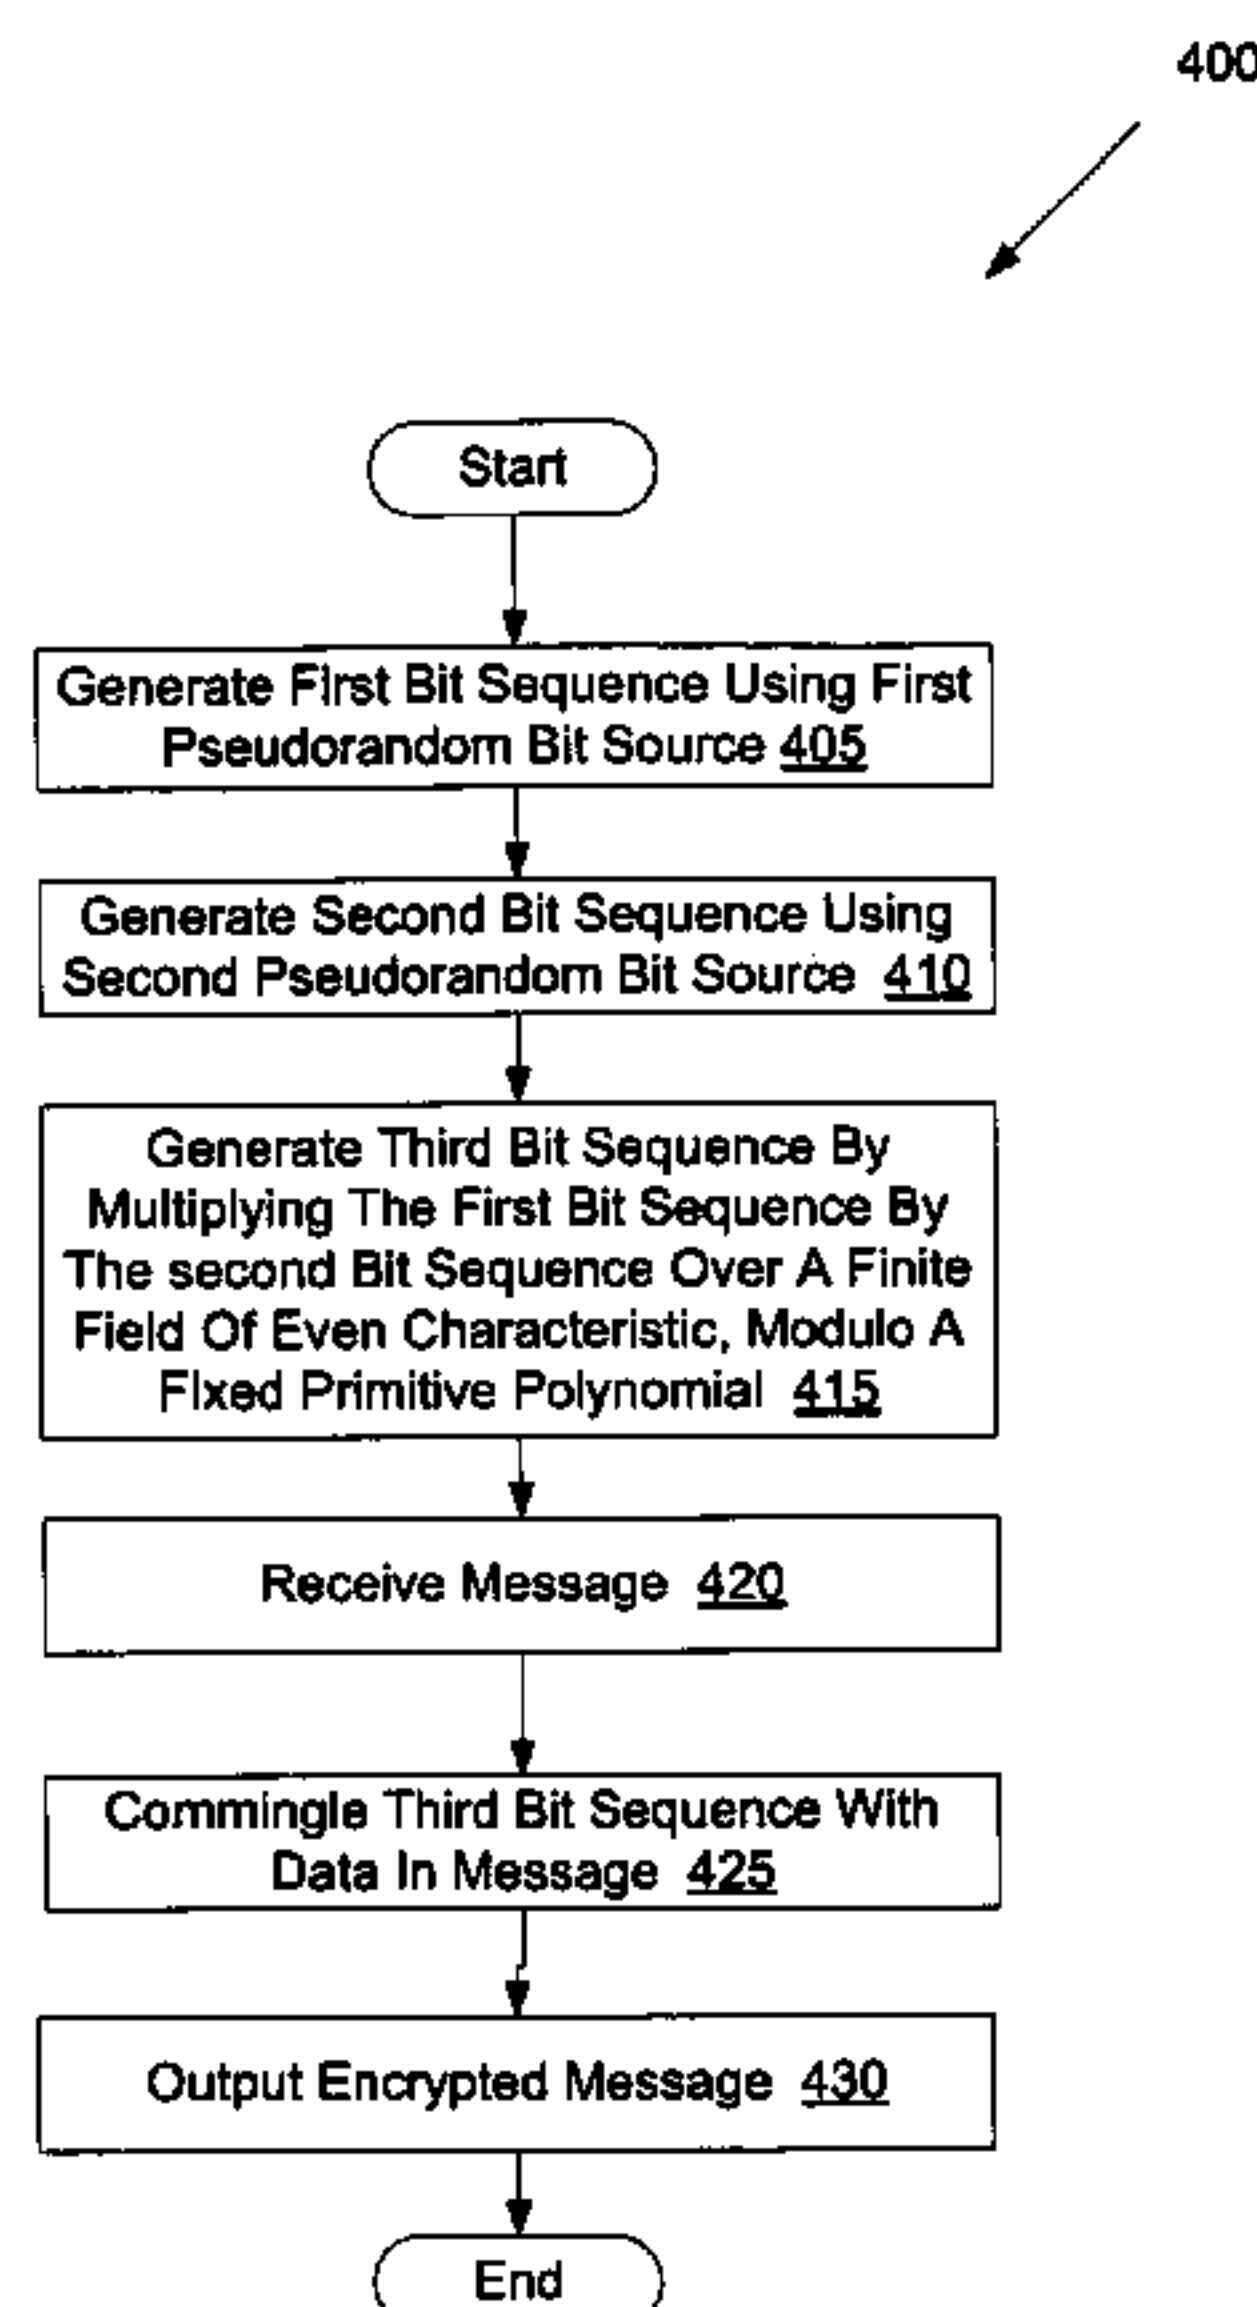 400
Start
Generate First Bit Sequence Using First
Pseudorandom Bit Source 405
Generate Second Bit Sequence Using
Second Pseudorandom Bit Source 410
Generate Third Bit Sequence By
Multiplying The First Bit Sequence By
The second Bit Sequence Over A Finite
Field Of Even Characteristic, Modulo A
Fixed Primitive Polynomial 415
Receive Message 420
Commingle Third Bit Sequence With
Data In Message 425
Output Encrypted Message 430
End